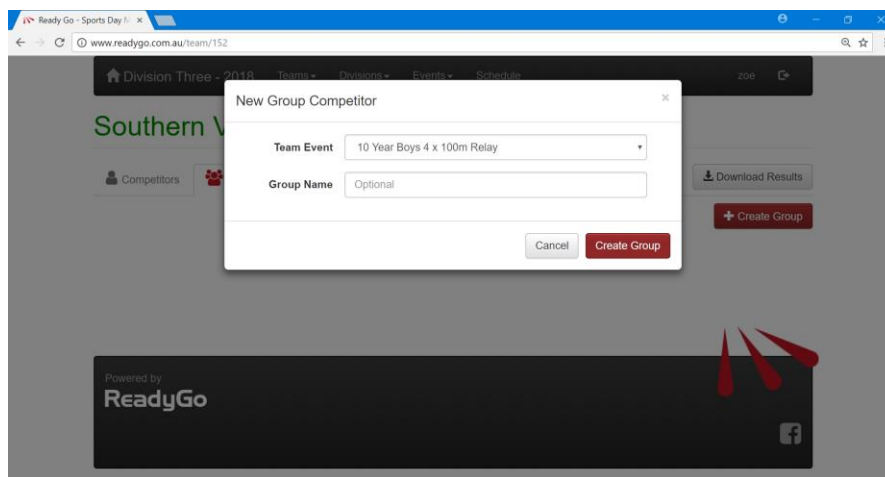 Ready Go - Sports Day
www.readygo.com.au/team/152
Division Three - 2018 Teams Divisions Events Schedule zoe
New Group Competitor ×
Southern V
Team Event 10 Year Boys 4 x 100m Relay
Competitors Download Results
Group Name Optional
Create Group
Cancel Create Group
Powered by
ReadyGo